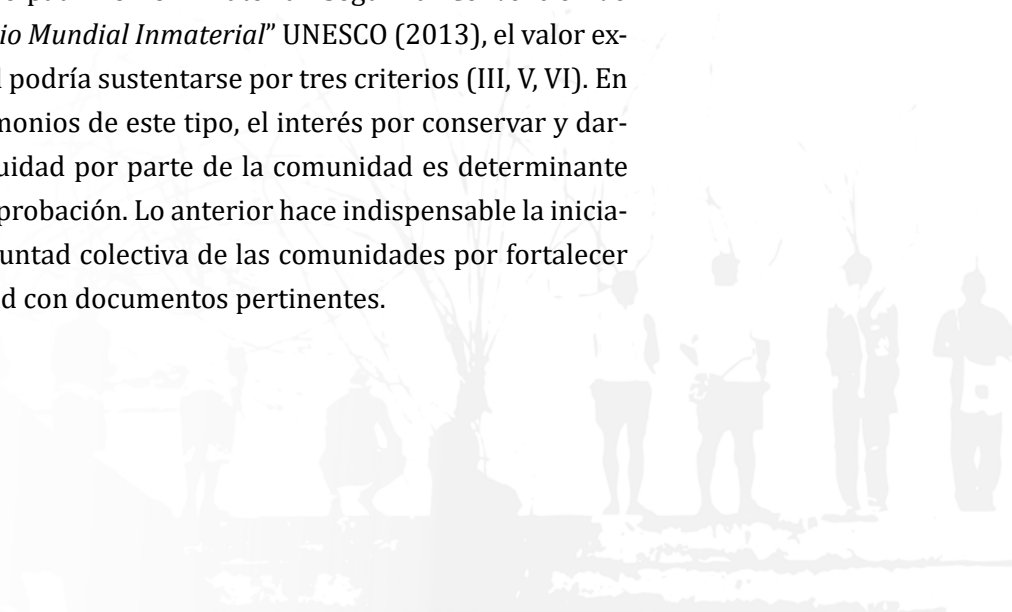 io Mundial Inmaterial” UNESCO (2013), el valor ex-
l podría sustentarse por tres criterios (III, V, VI). En
monios de este tipo, el interés por conservar y dar-
uidad por parte de la comunidad es determinante
probación. Lo anterior hace indispensable la inicia-
untad colectiva de las comunidades por fortalecer
d con documentos pertinentes.